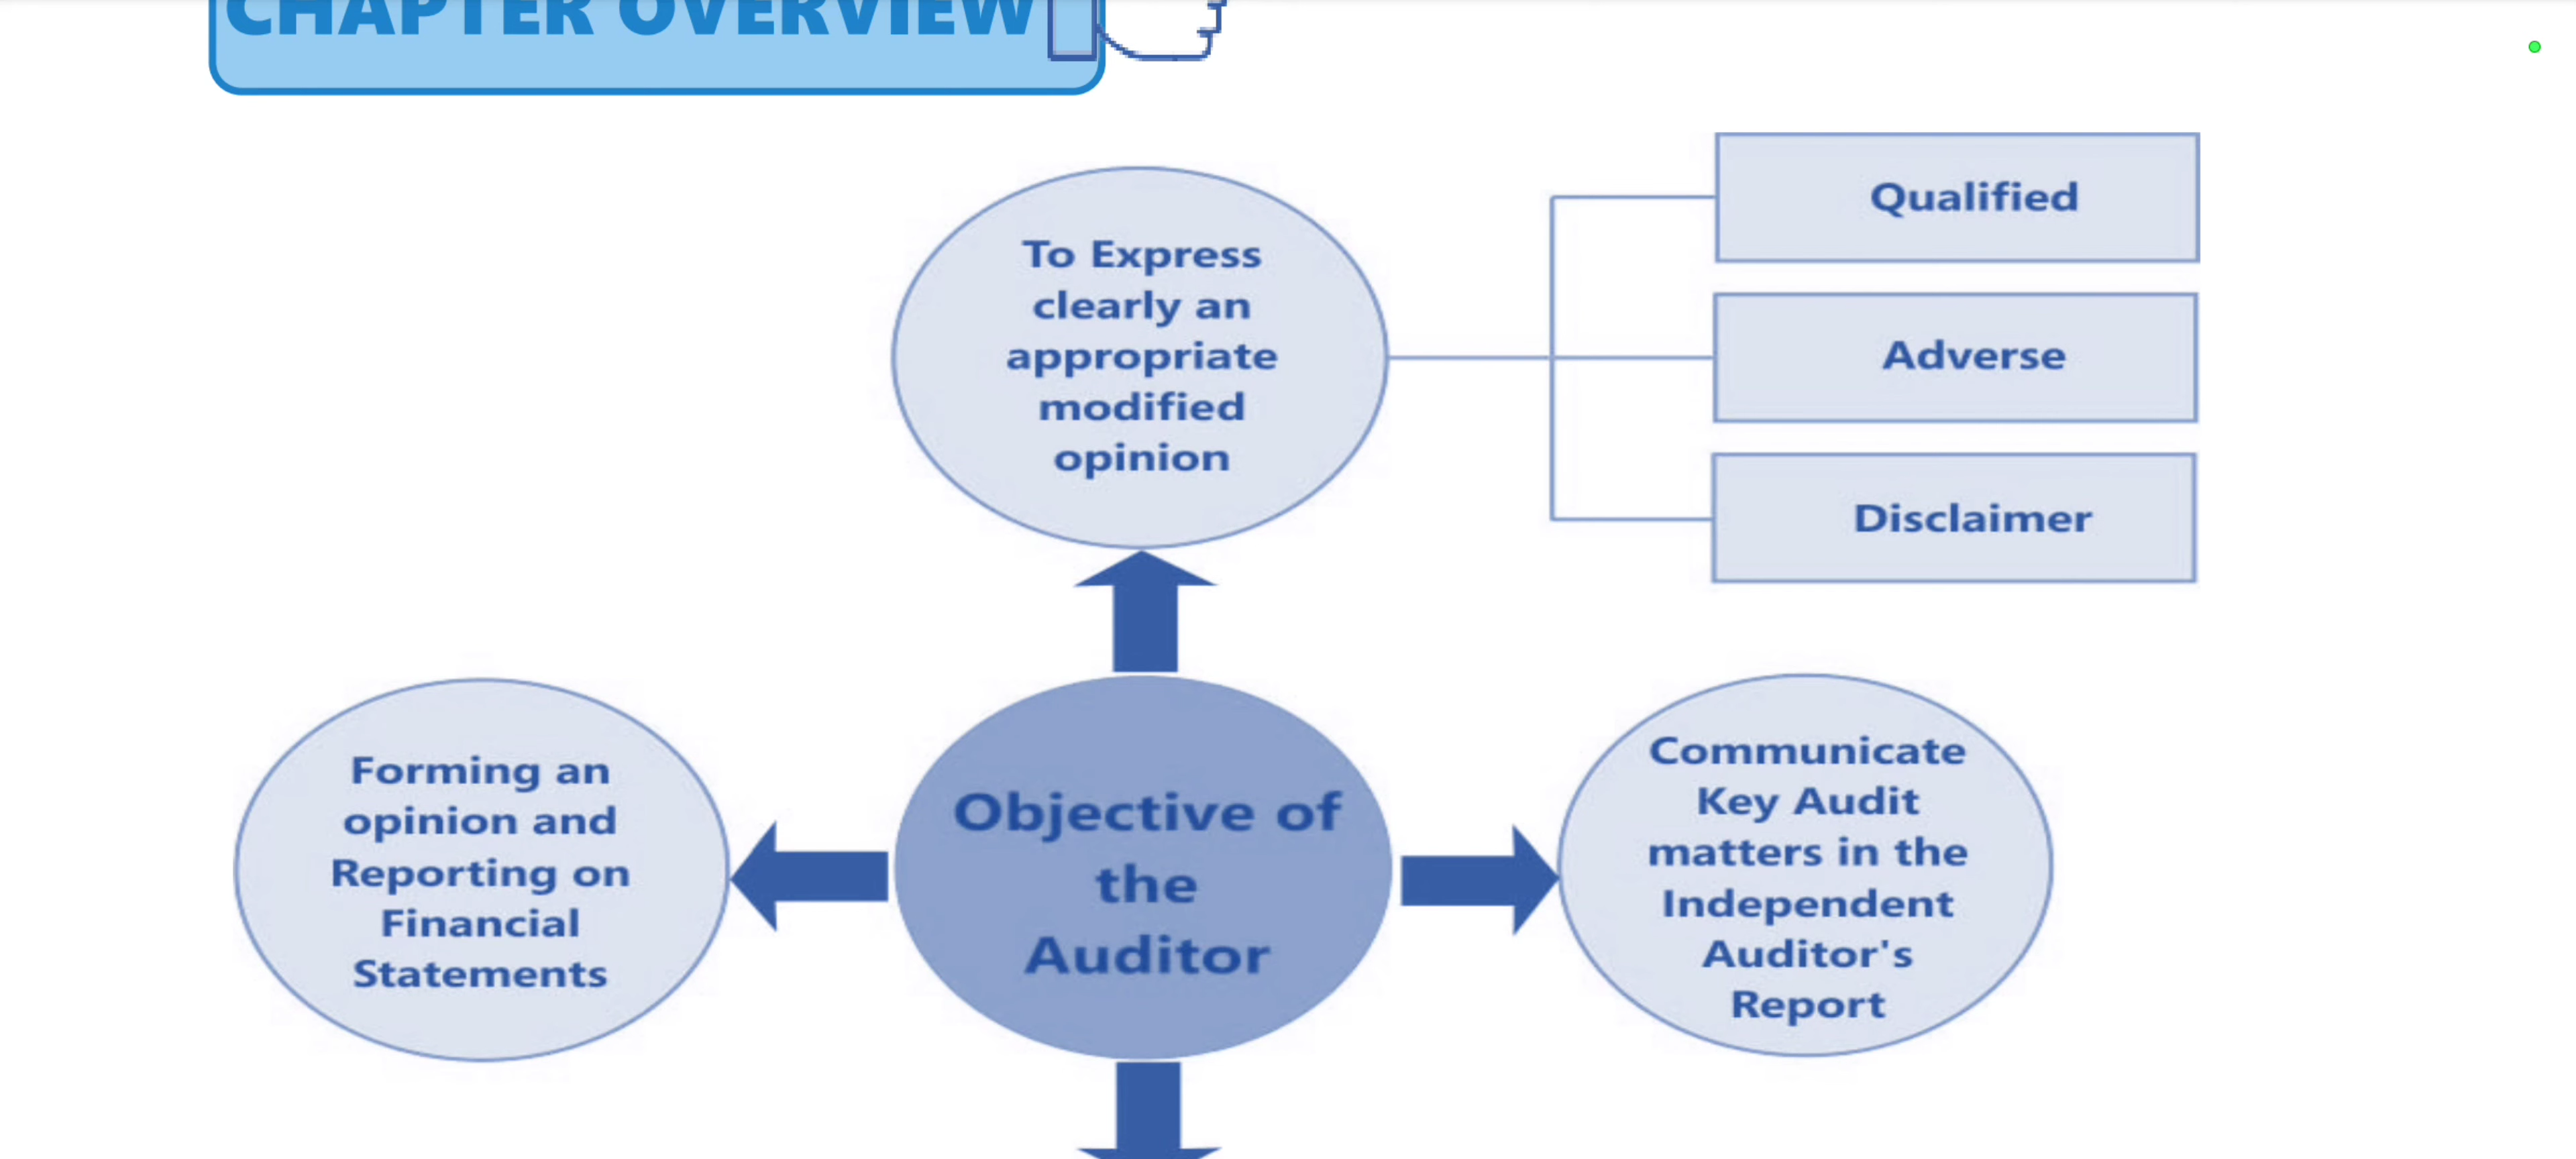 CHAPTER OVERVIEW
To Express
clearly an
appropriate
modified
opinion
Qualified
Adverse
Disclaimer
Forming an
opinion and
Reporting on
Financial
Statements
Objective of
the
Auditor
Communicate
Key Audit
matters in the
Independent
Auditor's
Report